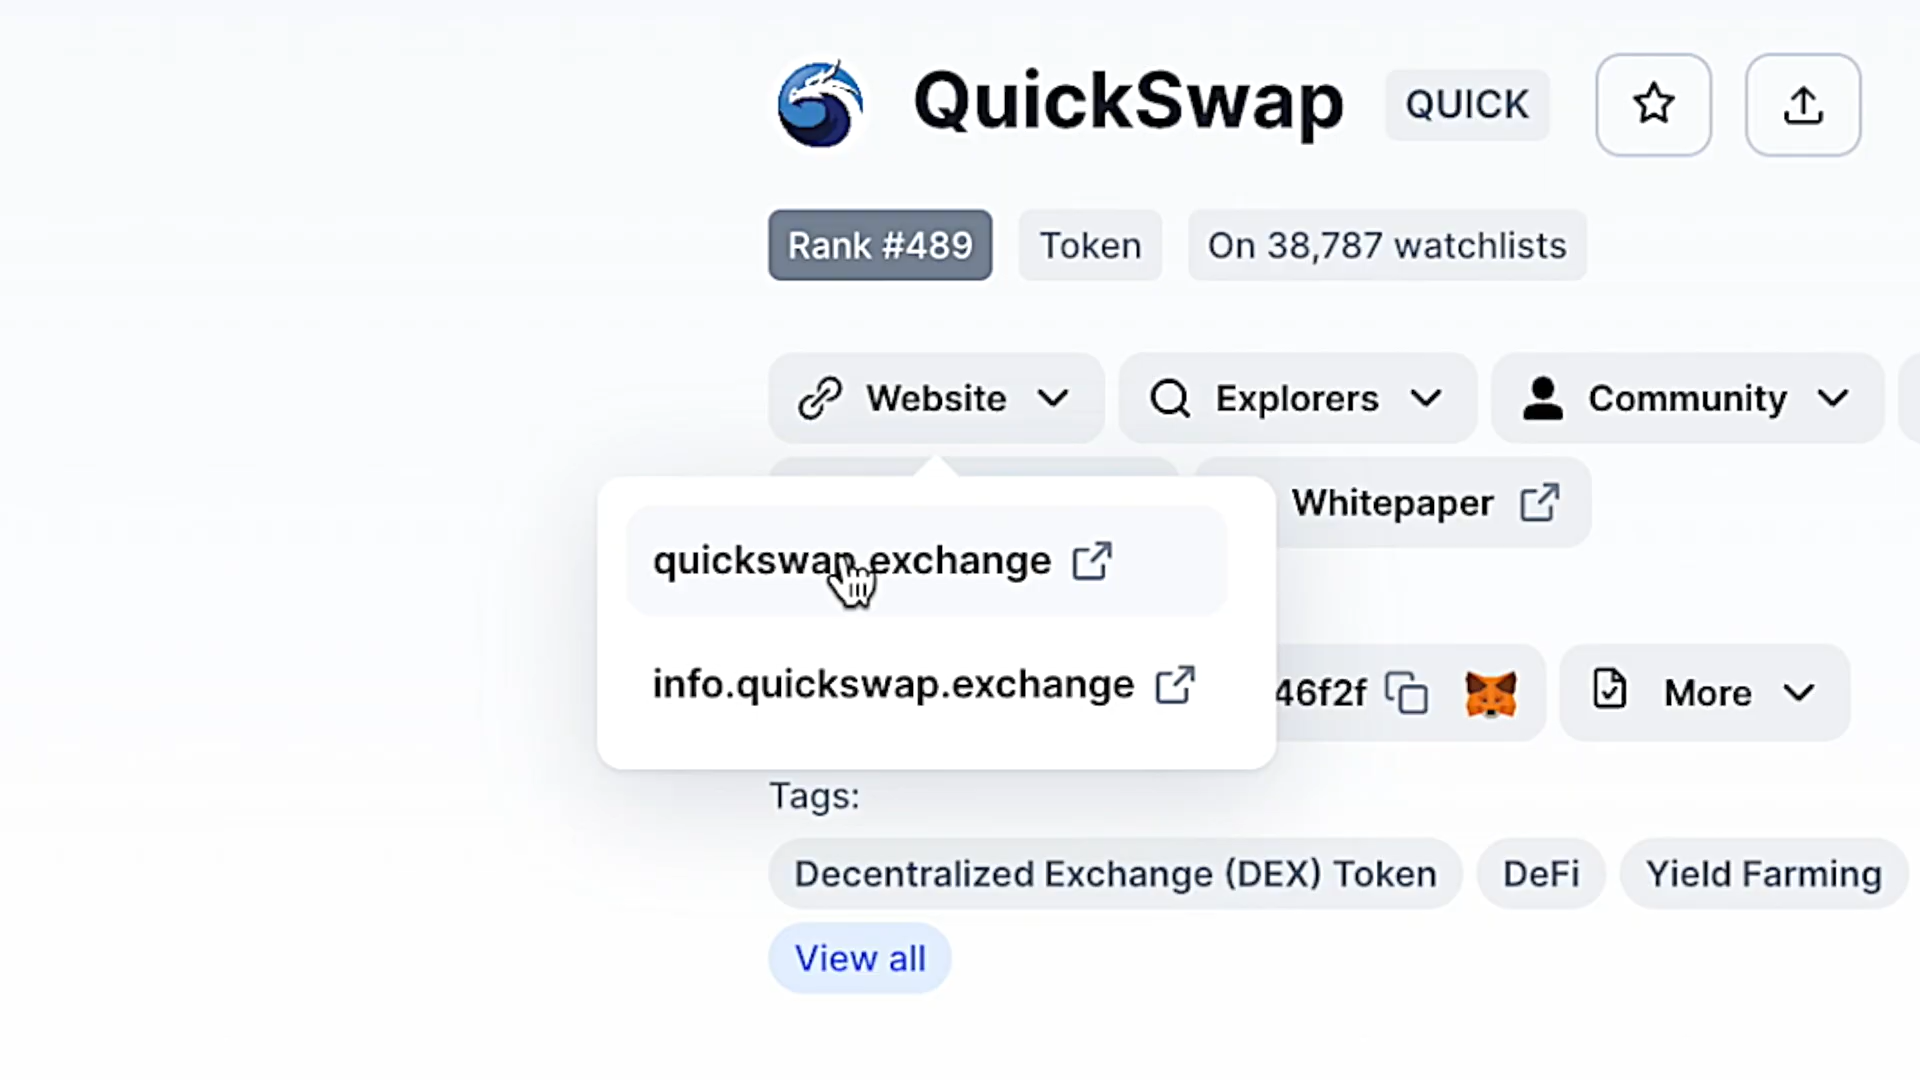 QuickSwap QUICK
Rank #489 Token On 38,787 watchlists
Website Explorers Community
Whitepaper
quickswap.exchange
info.quickswap.exchange
46f2f More
Tags:
Decentralized Exchange (DEX) Token DeFi Yield Farming
View all